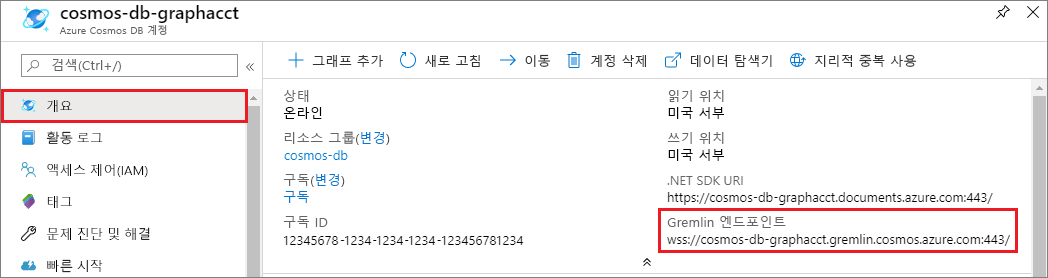 cosmos-db-graphacct
Azure Cosmos DB 계정
검색(Ctrl+/)
개요
활동 로그
액세스 제어(IAM)
태그
문제 진단 및 해결
빠른 시작
그래프 추가 새로 고침 이동 계정 삭제 데이터 탐색기 지리적 중복 사용
상태
온라인
리소스 그룹(변경)
cosmos-db
구독(변경)
구독
구독 ID
12345678-1234-1234-1234-123456781234
읽기 위치
미국 서부
쓰기 위치
미국 서부
.NET SDK URI
https://cosmos-db-graphacct.documents.azure.com:443/
Gremlin 엔드포인트
wss://cosmos-db-graphacct.gremlin.cosmos.azure.com:443/